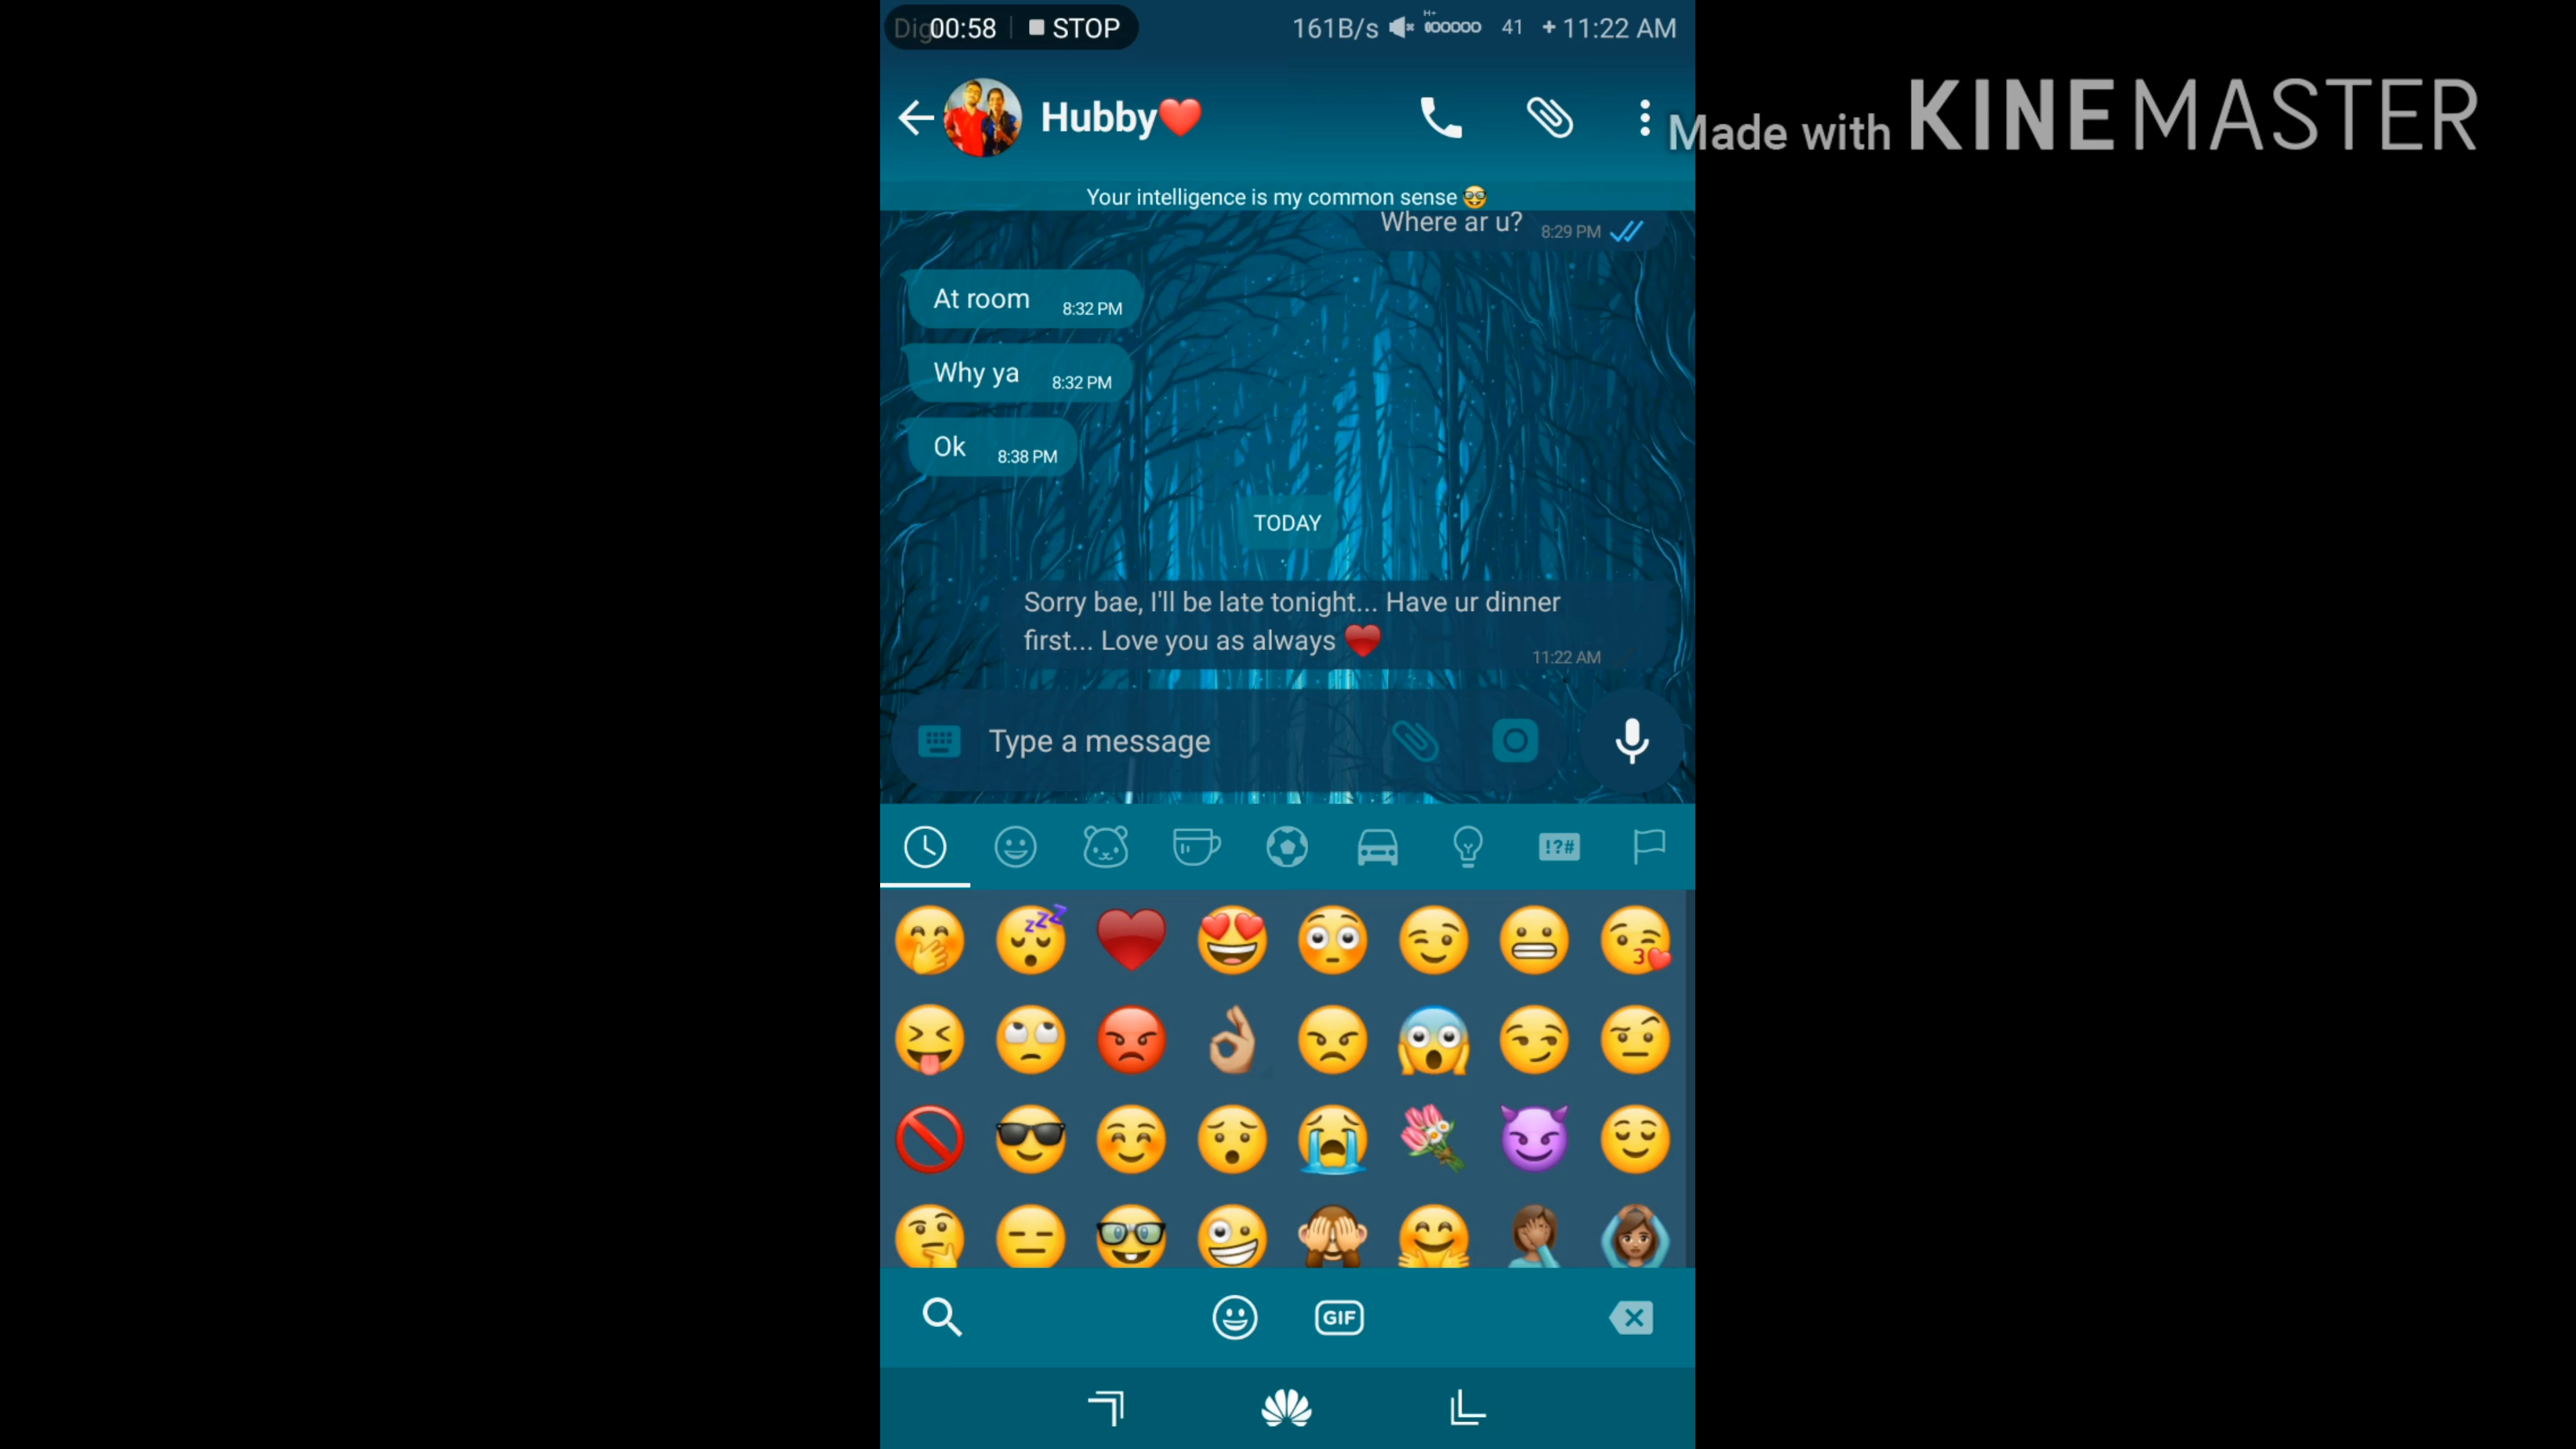 Dig 00:58 STOP 161B/s H+ 41 + 11:22 AM
Hubby❤️
Made with KINEMASTER
Your intelligence is my common sense 🤓
Where ar u? 8:29 PM
At room 8:32 PM
Why ya 8:32 PM
Ok 8:38 PM
TODAY
Sorry bae, I'll be late tonight... Have ur dinner
first... Love you as always ❤️
11:22 AM
Type a message
!?#
GIF